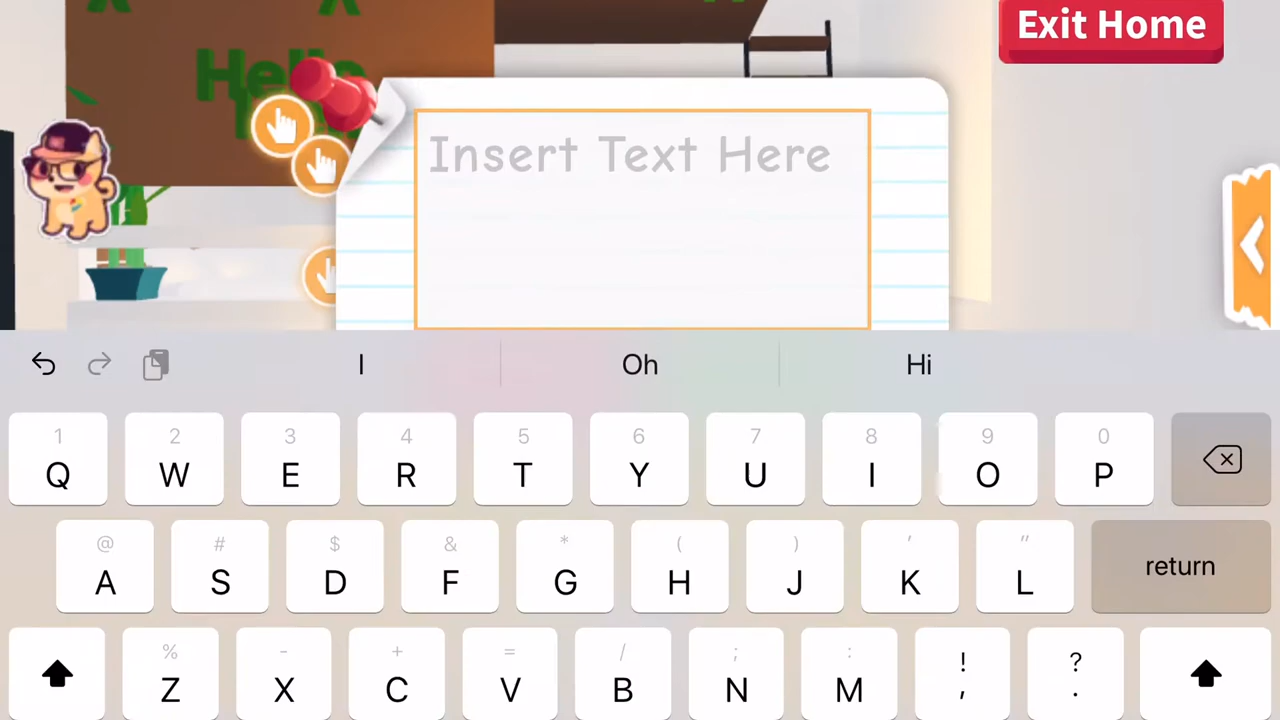 Exit Home
Hello
Insert Text Here
I Oh Hi
1 2 3 4 5 6 7 8 9 0
Q W E R T Y U I O P
@ # $ & * ( ) ' "
A S D F G H J K L return
% - + = / ; : ! ?
Z X C V B N M , .